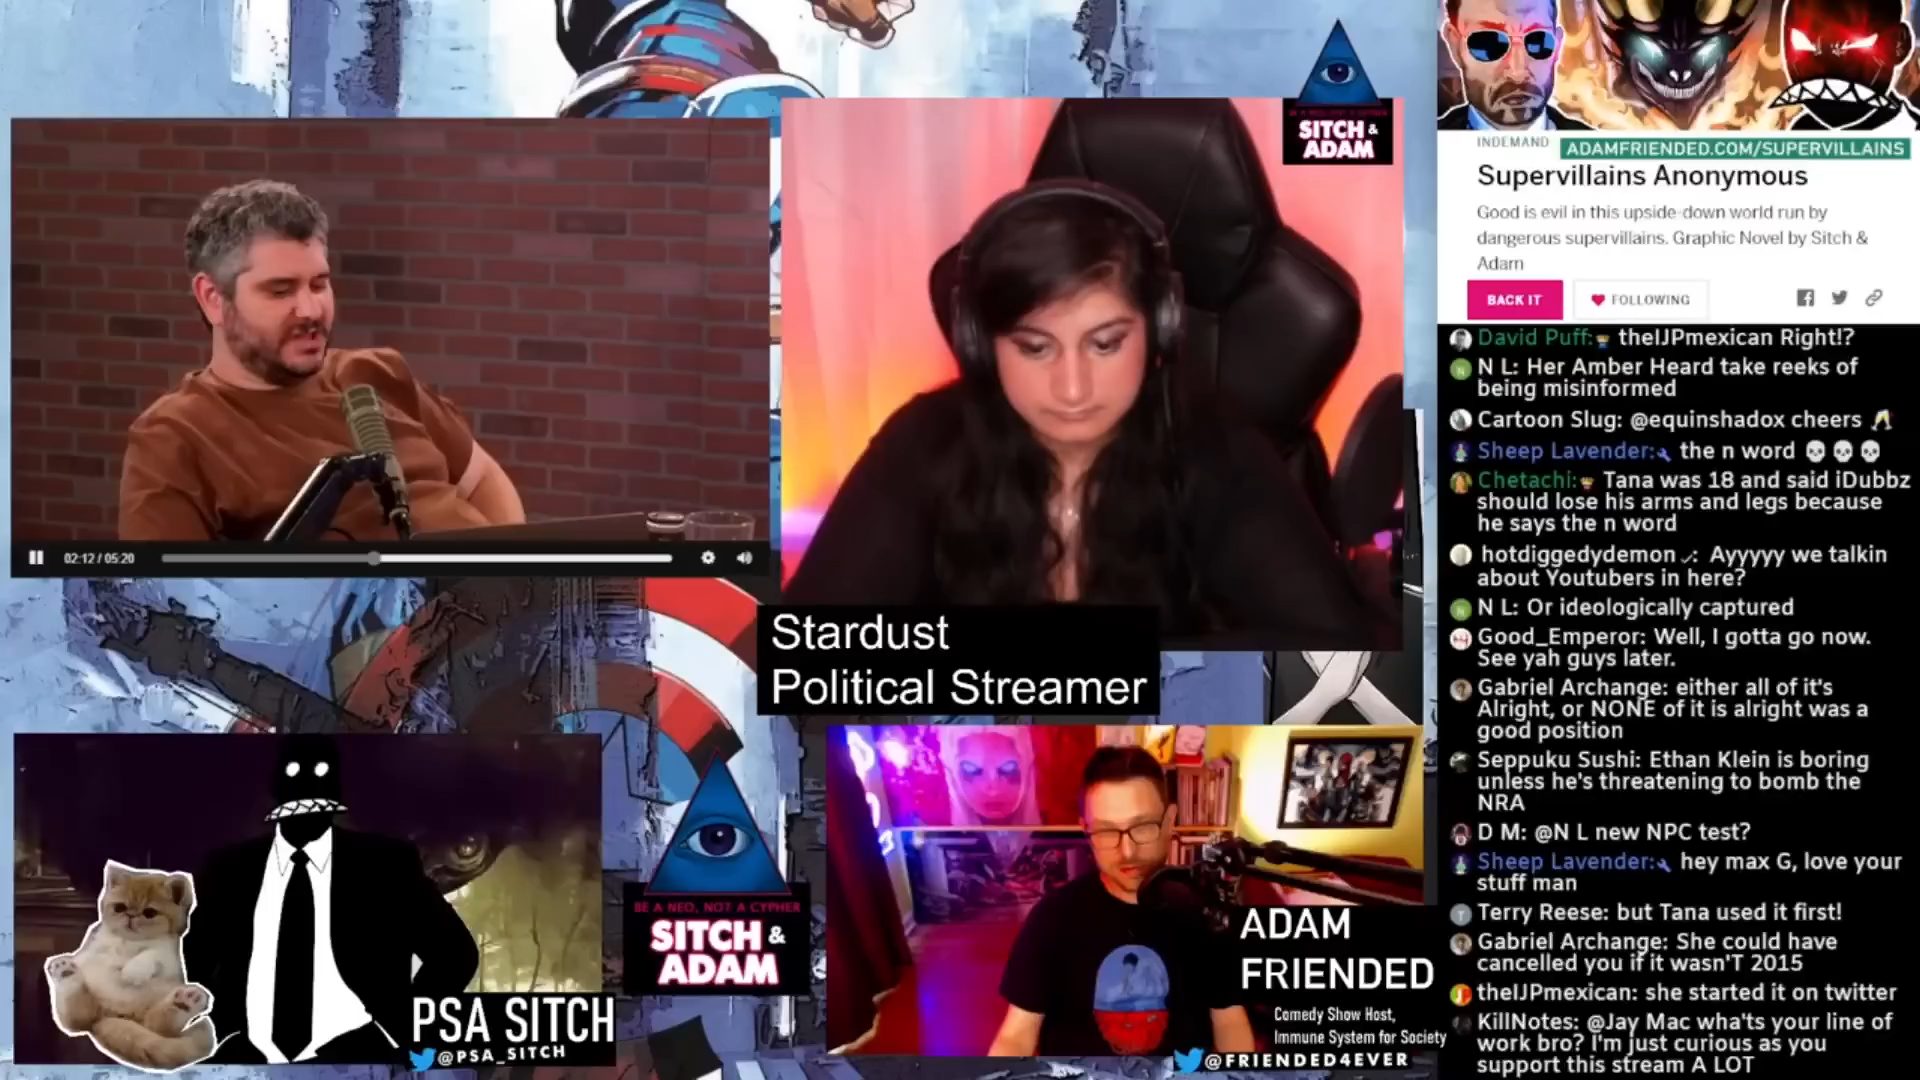 SITCH &
ADAM
02:12 / 05:20
Stardust
Political Streamer
BE A NEO, NOT A CYPHER
SITCH &
ADAM
PSA SITCH
@PSA_SITCH
ADAM
FRIENDED
Comedy Show Host,
Immune System for Society
@FRIENDED4EVER
INDEMAND
ADAMFRIENDED.COM/SUPERVILLAINS
Supervillains Anonymous
Good is evil in this upside-down world run by
dangerous supervillains. Graphic Novel by Sitch &
Adam
BACK IT
FOLLOWING
David Puff: theIJPmexican Right!?
N L: Her Amber Heard take reeks of
being misinformed
Cartoon Slug: @equinshadox cheers 🥂
Sheep Lavender: the n word 💀💀💀
Chetachi: Tana was 18 and said iDubbz
should lose his arms and legs because
he says the n word
hotdiggedydemon ✓: Ayyyyy we talkin
about Youtubers in here?
N L: Or ideologically captured
Good_Emperor: Well, I gotta go now.
See yah guys later.
Gabriel Archange: either all of it's
Alright, or NONE of it is alright was a
good position
Seppuku Sushi: Ethan Klein is boring
unless he's threatening to bomb the
NRA
D M: @N L new NPC test?
Sheep Lavender: hey max G, love your
stuff man
Terry Reese: but Tana used it first!
Gabriel Archange: She could have
cancelled you if it wasn'T 2015
theIJPmexican: she started it on twitter
KillNotes: @Jay Mac wha'ts your line of
work bro? I'm just curious as you
support this stream A LOT